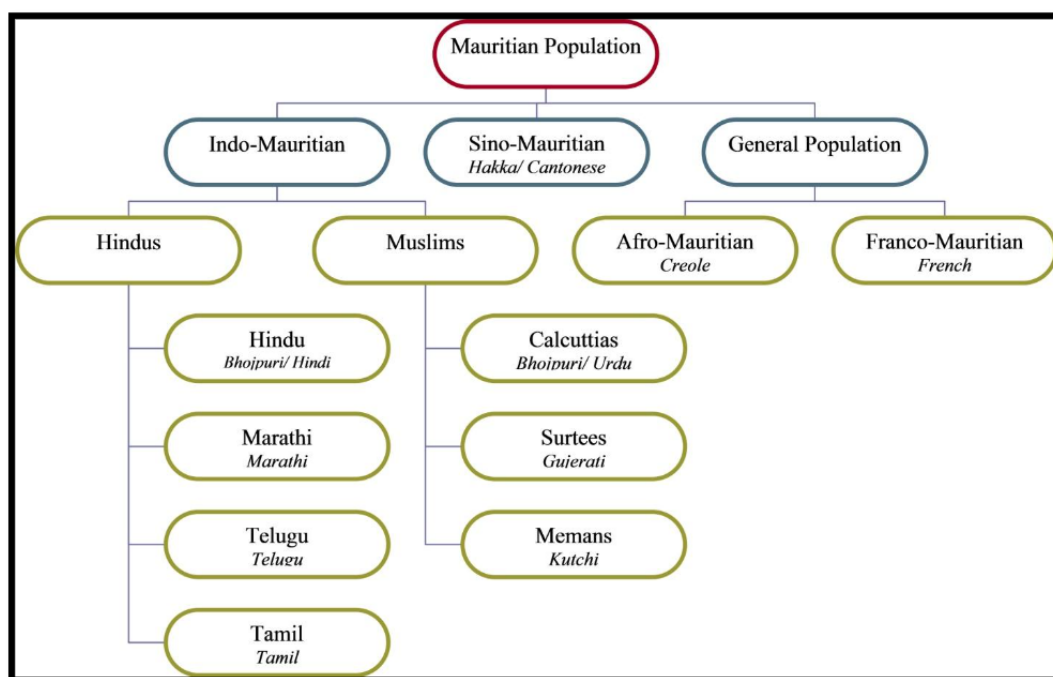 Mauritian Population
Indo-Mauritian
Sino-Mauritian
Hakka/ Cantonese
General Population
Hindus
Muslims
Afro-Mauritian
Creole
Franco-Mauritian
French
Hindu
Bhojpuri/ Hindi
Calcuttias
Bhojpuri/ Urdu
Marathi
Marathi
Surtees
Gujerati
Telugu
Telugu
Memans
Kutchi
Tamil
Tamil